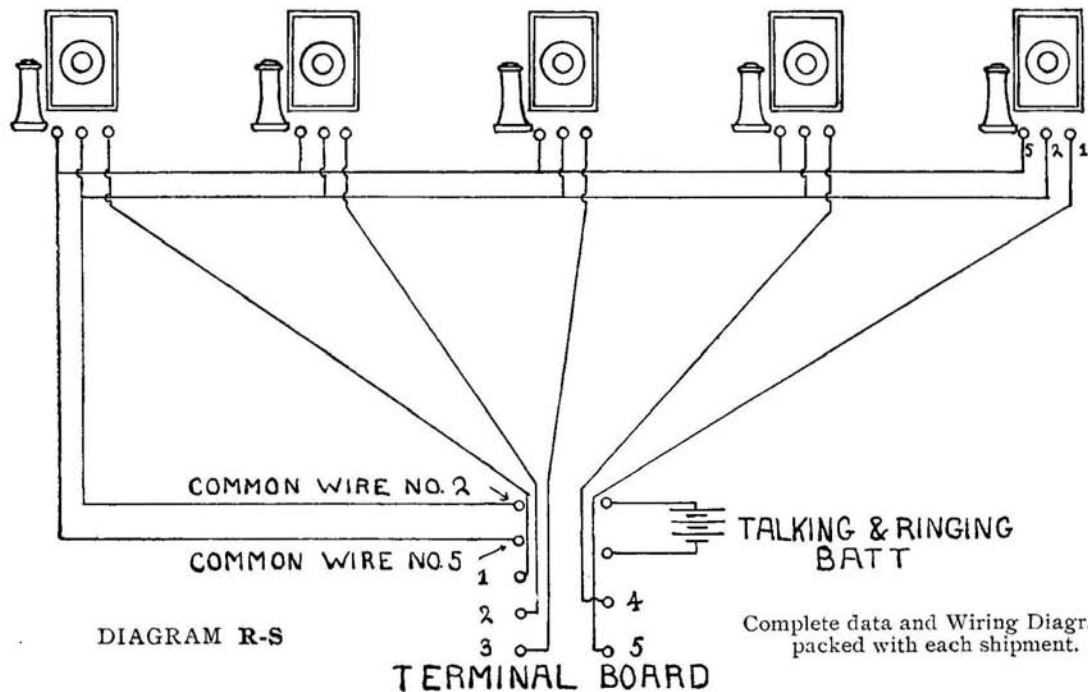 5 2 1
COMMON WIRE NO. 2
COMMON WIRE NO. 5
1
2
3
4
5
TALKING & RINGING
BATT
DIAGRAM R-S
Complete data and Wiring Diagr
packed with each shipment.
TERMINAL BOARD